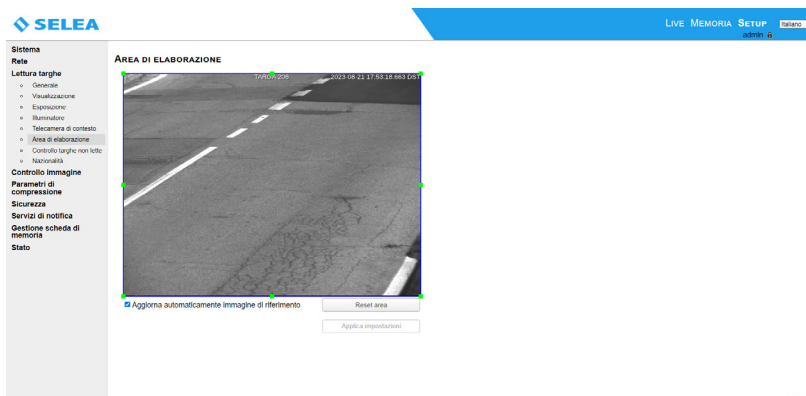 SELEA
LIVE MEMORIA SETUP Italiano
admin
Sistema
Rete
Lettura targhe
Generale
Visualizzazione
Esposizione
Illuminatore
Telecamera di contesto
Area di elaborazione
Controllo targhe non lette
Nazionalità
Controllo immagine
Parametri di
compressione
Sicurezza
Servizi di notifica
Gestione scheda di
memoria
Stato
AREA DI ELABORAZIONE
TARGA 206 2023-08-21 17:53:18.663 DST
Aggiorna automaticamente immagine di riferimento
Reset area
Applica impostazioni